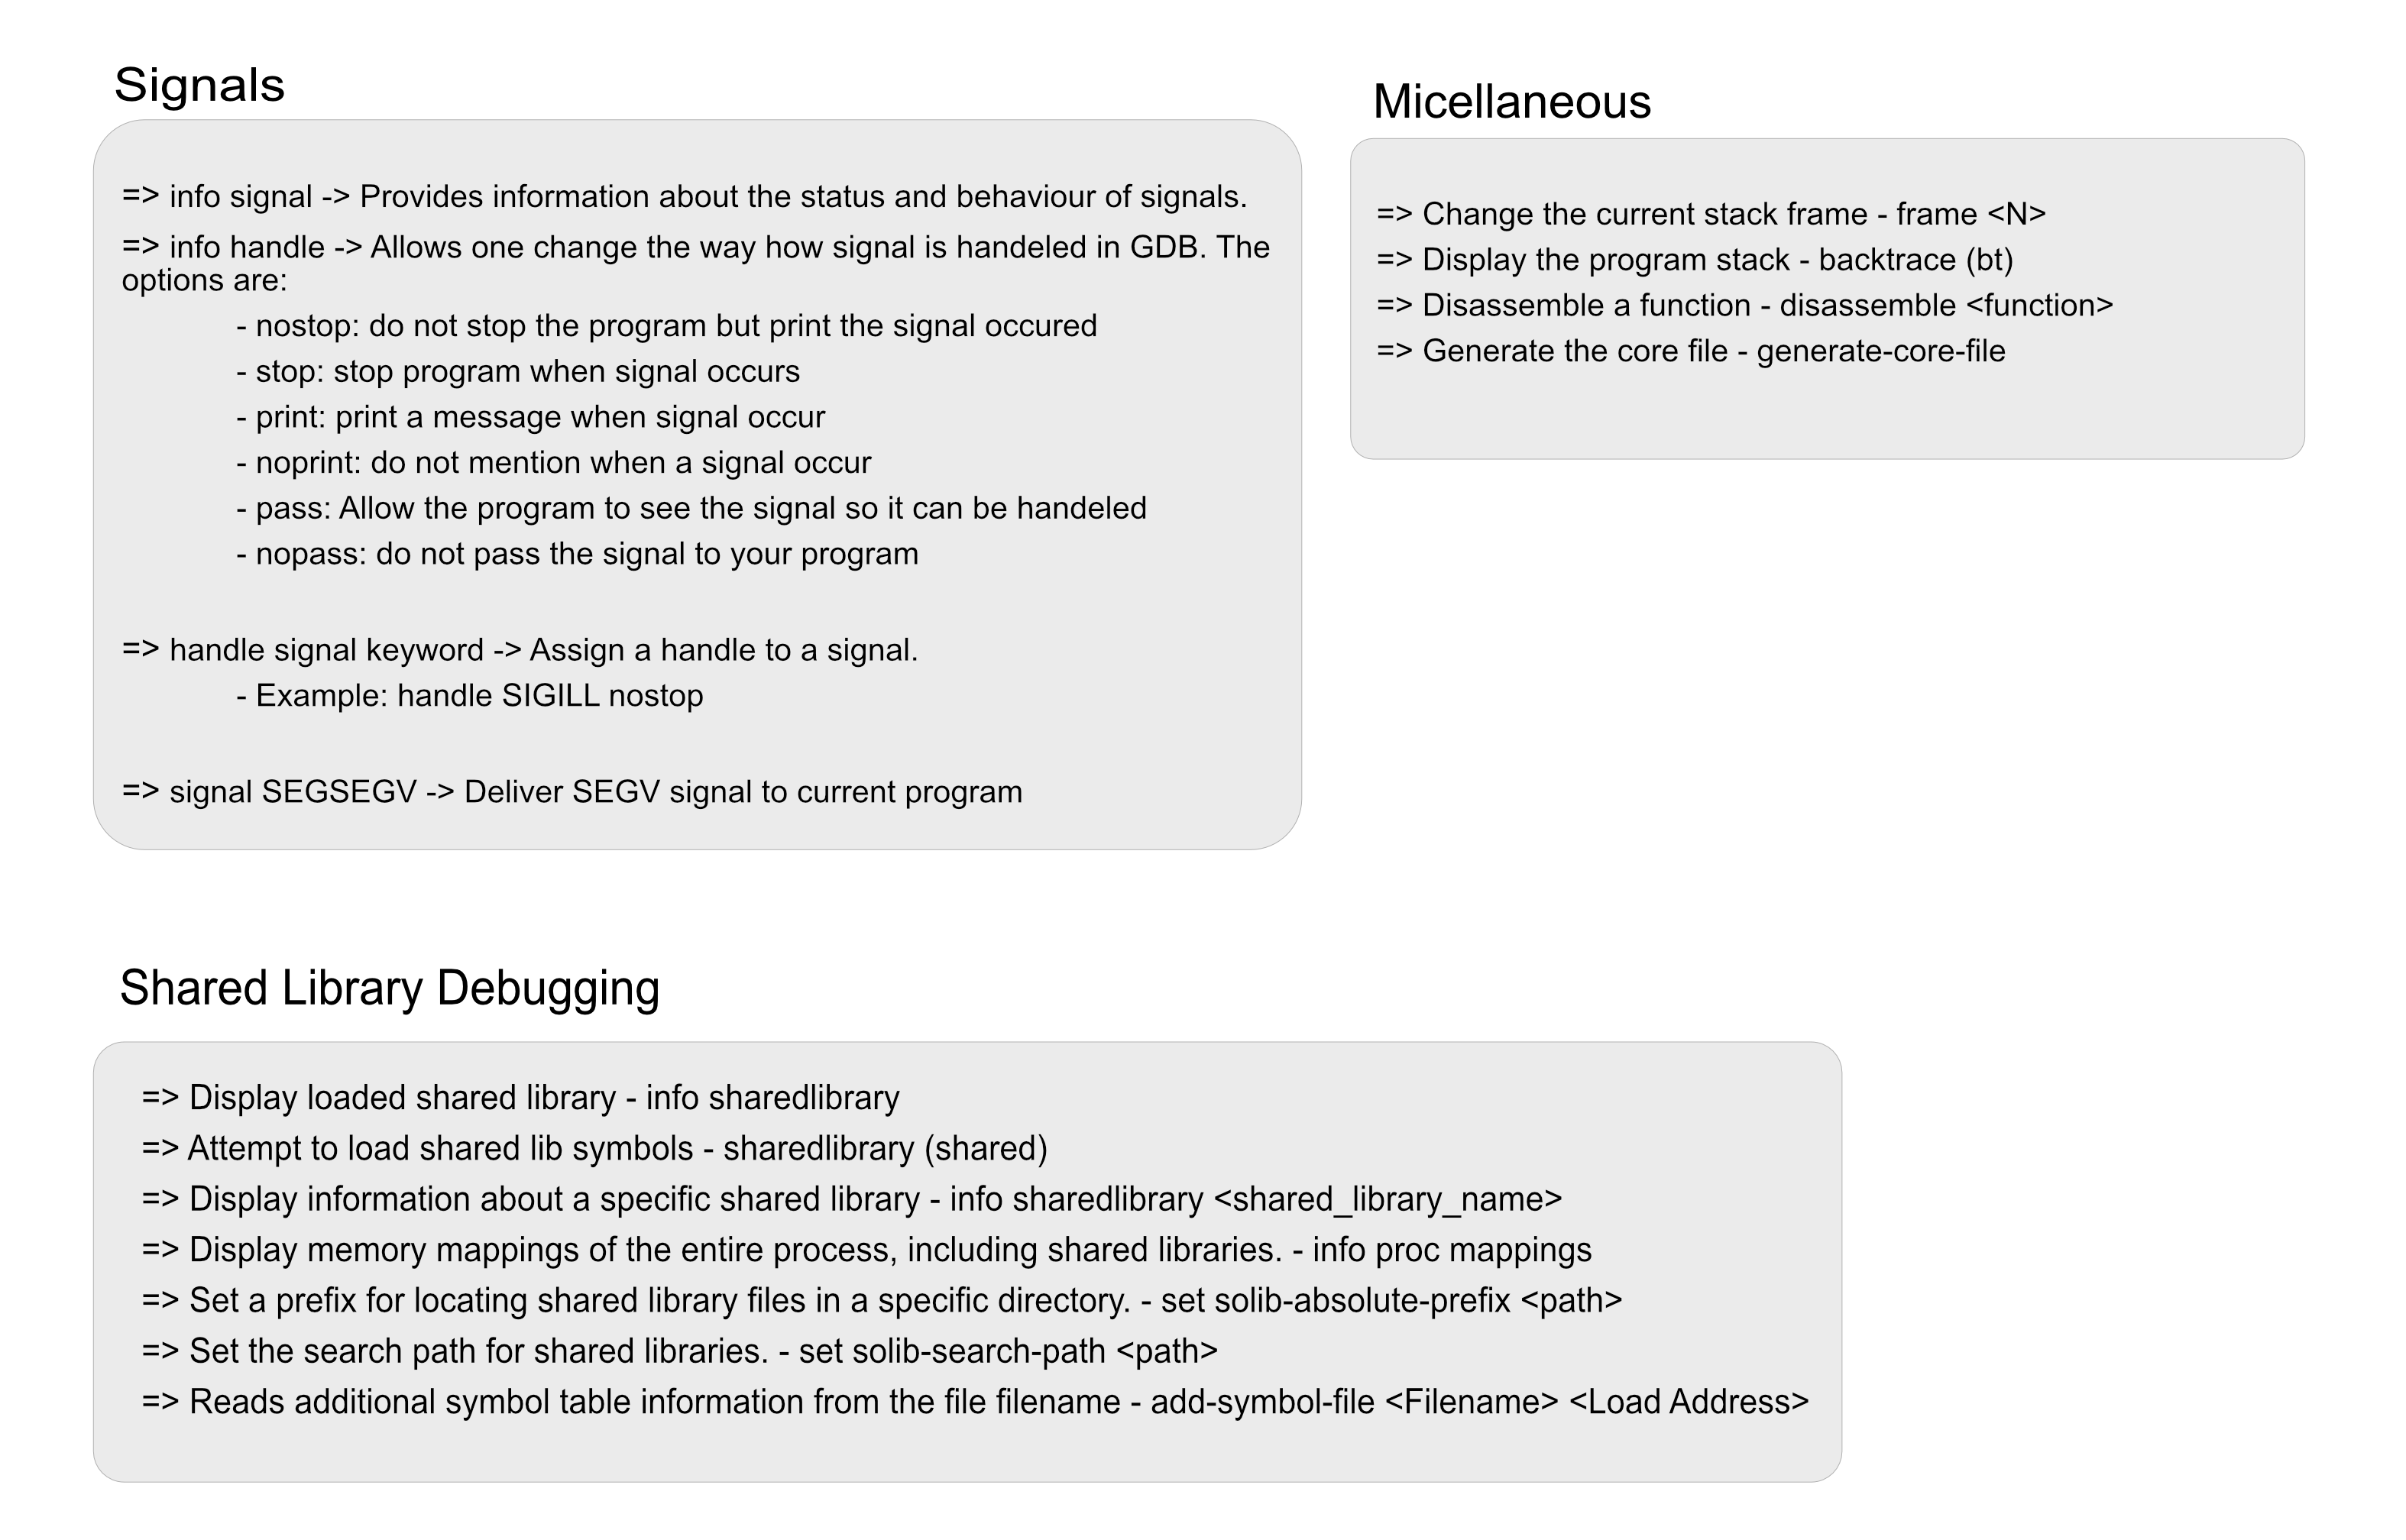 Signals
=> info signal -> Provides information about the status and behaviour of signals.
=> info handle -> Allows one change the way how signal is handeled in GDB. The
options are:
- nostop: do not stop the program but print the signal occured
- stop: stop program when signal occurs
- print: print a message when signal occur
- noprint: do not mention when a signal occur
- pass: Allow the program to see the signal so it can be handeled
- nopass: do not pass the signal to your program
=> handle signal keyword -> Assign a handle to a signal.
- Example: handle SIGILL nostop
=> signal SEGSEGV -> Deliver SEGV signal to current program
Micellaneous
=> Change the current stack frame - frame <N>
=> Display the program stack - backtrace (bt)
=> Disassemble a function - disassemble <function>
=> Generate the core file - generate-core-file
Shared Library Debugging
=> Display loaded shared library - info sharedlibrary
=> Attempt to load shared lib symbols - sharedlibrary (shared)
=> Display information about a specific shared library - info sharedlibrary <shared_library_name>
=> Display memory mappings of the entire process, including shared libraries. - info proc mappings
=> Set a prefix for locating shared library files in a specific directory. - set solib-absolute-prefix <path>
=> Set the search path for shared libraries. - set solib-search-path <path>
=> Reads additional symbol table information from the file filename - add-symbol-file <Filename> <Load Address>